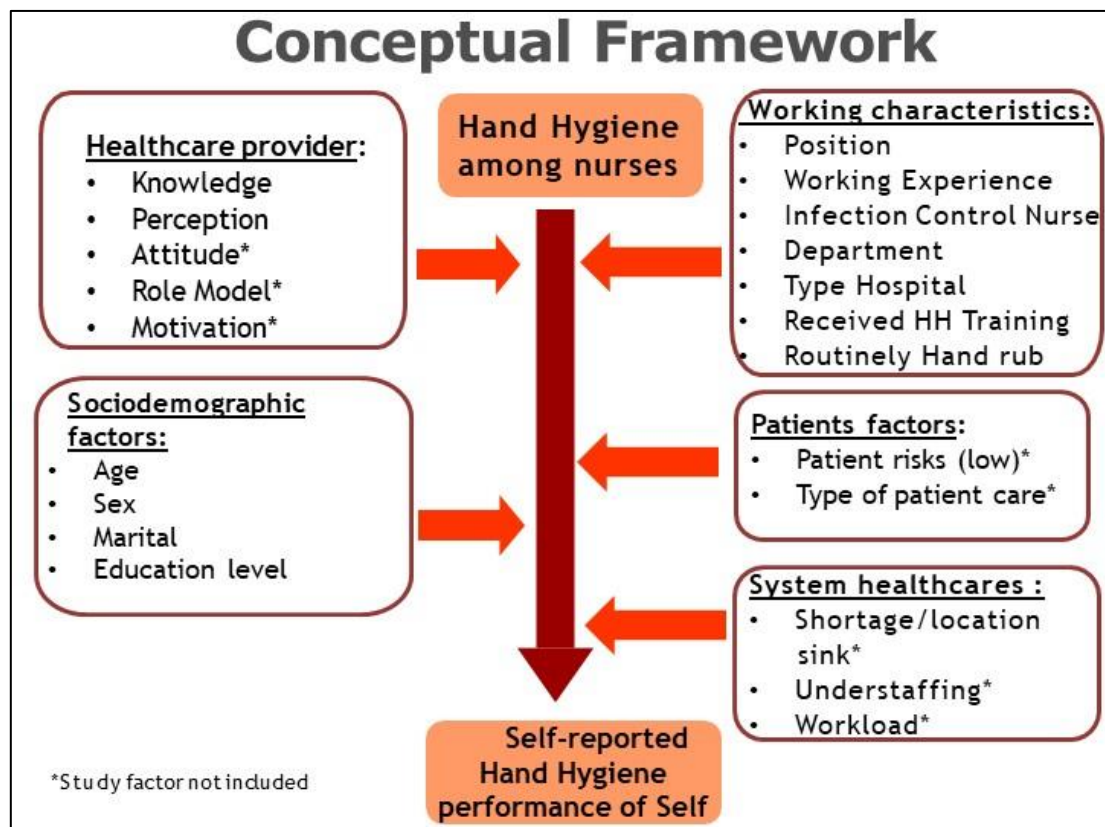 Conceptual Framework
Healthcare provider:
• Knowledge
• Perception
• Attitude*
• Role Model*
• Motivation*
Sociodemographic
factors:
• Age
• Sex
• Marital
• Education level
Hand Hygiene
among nurses
Working characteristics:
• Position
• Working Experience
• Infection Control Nurse
• Department
• Type Hospital
• Received HH Training
• Routinely Hand rub
Patients factors:
• Patient risks (low)*
• Type of patient care*
System healthcares :
• Shortage/location
sink*
• Understaffing*
• Workload*
Self-reported
Hand Hygiene
performance of Self
*Study factor not included